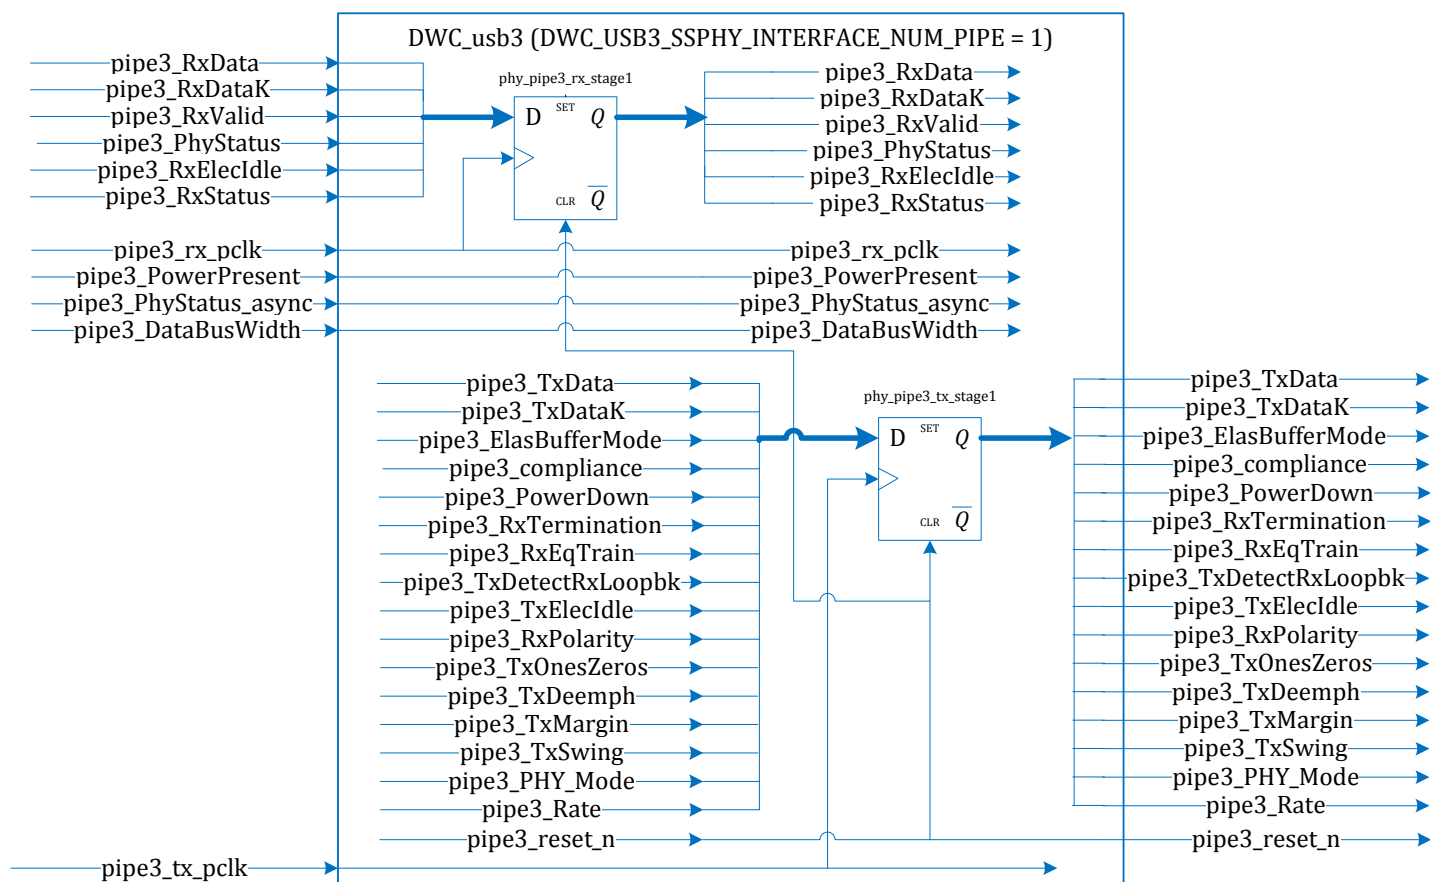 DWC_usb3 (DWC_USB3_SSPHY_INTERFACE_NUM_PIPE = 1)
pipe3_RxData
pipe3_RxDataK
pipe3_RxValid
pipe3_PhyStatus
pipe3_RxElecIdle
pipe3_RxStatus
phy_pipe3_rx_stage1
D SET Q
CLR Q
pipe3_RxData
pipe3_RxDataK
pipe3_RxValid
pipe3_PhyStatus
pipe3_RxElecIdle
pipe3_RxStatus
pipe3_rx_pclk
pipe3_PowerPresent
pipe3_PhyStatus_async
pipe3_DataBusWidth
pipe3_rx_pclk
pipe3_PowerPresent
pipe3_PhyStatus_async
pipe3_DataBusWidth
pipe3_TxData
pipe3_TxDataK
pipe3_ElasBufferMode
pipe3_compliance
pipe3_PowerDown
pipe3_RxTermination
pipe3_RxEqTrain
pipe3_TxDetectRxLoopbk
pipe3_TxElecIdle
pipe3_RxPolarity
pipe3_TxOnesZeros
pipe3_TxDeemph
pipe3_TxMargin
pipe3_TxSwing
pipe3_PHY_Mode
pipe3_Rate
pipe3_reset_n
phy_pipe3_tx_stage1
D SET Q
CLR Q
pipe3_TxData
pipe3_TxDataK
pipe3_ElasBufferMode
pipe3_compliance
pipe3_PowerDown
pipe3_RxTermination
pipe3_RxEqTrain
pipe3_TxDetectRxLoopbk
pipe3_TxElecIdle
pipe3_RxPolarity
pipe3_TxOnesZeros
pipe3_TxDeemph
pipe3_TxMargin
pipe3_TxSwing
pipe3_PHY_Mode
pipe3_Rate
pipe3_reset_n
pipe3_tx_pclk